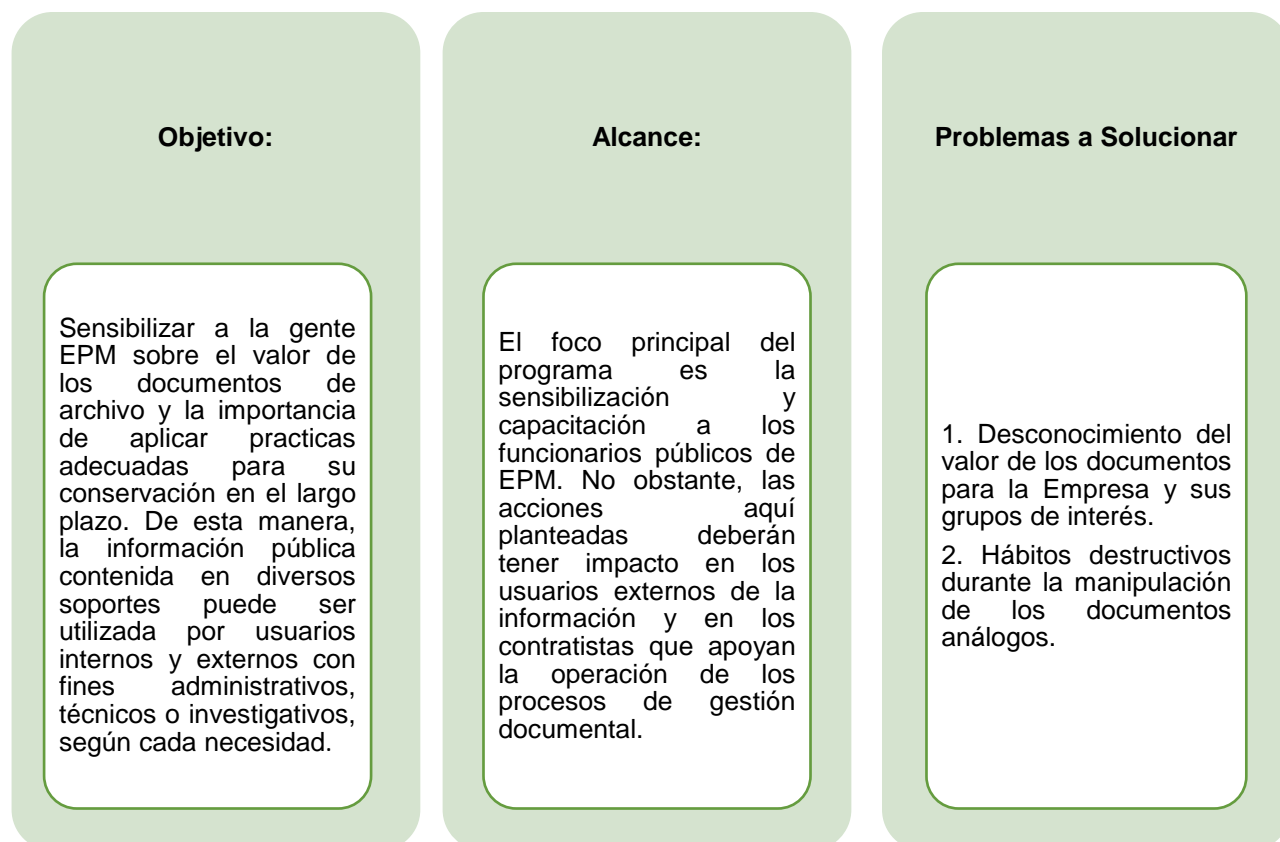 Objetivo:
Sensibilizar a la gente
EPM sobre el valor de
los documentos de
archivo y la importancia
de aplicar practicas
adecuadas para su
conservación en el largo
plazo. De esta manera,
la información pública
contenida en diversos
soportes puede ser
utilizada por usuarios
internos y externos con
fines administrativos,
técnicos o investigativos,
según cada necesidad.
Alcance:
El foco principal del
programa es la
sensibilización y
capacitación a los
funcionarios públicos de
EPM. No obstante, las
acciones aquí
planteadas deberán
tener impacto en los
usuarios externos de la
información y en los
contratistas que apoyan
la operación de los
procesos de gestión
documental.
Problemas a Solucionar
1. Desconocimiento del
valor de los documentos
para la Empresa y sus
grupos de interés.
2. Hábitos destructivos
durante la manipulación
de los documentos
análogos.